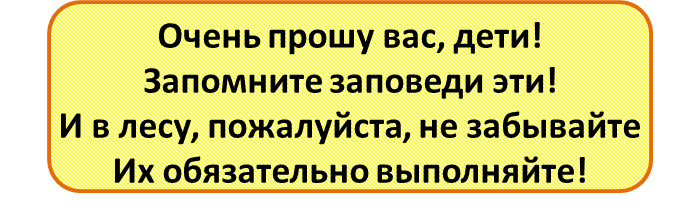 Очень прошу вас, дети!
Запомните заповеди эти!
И в лесу, пожалуйста, не забывайте
Их обязательно выполняйте!